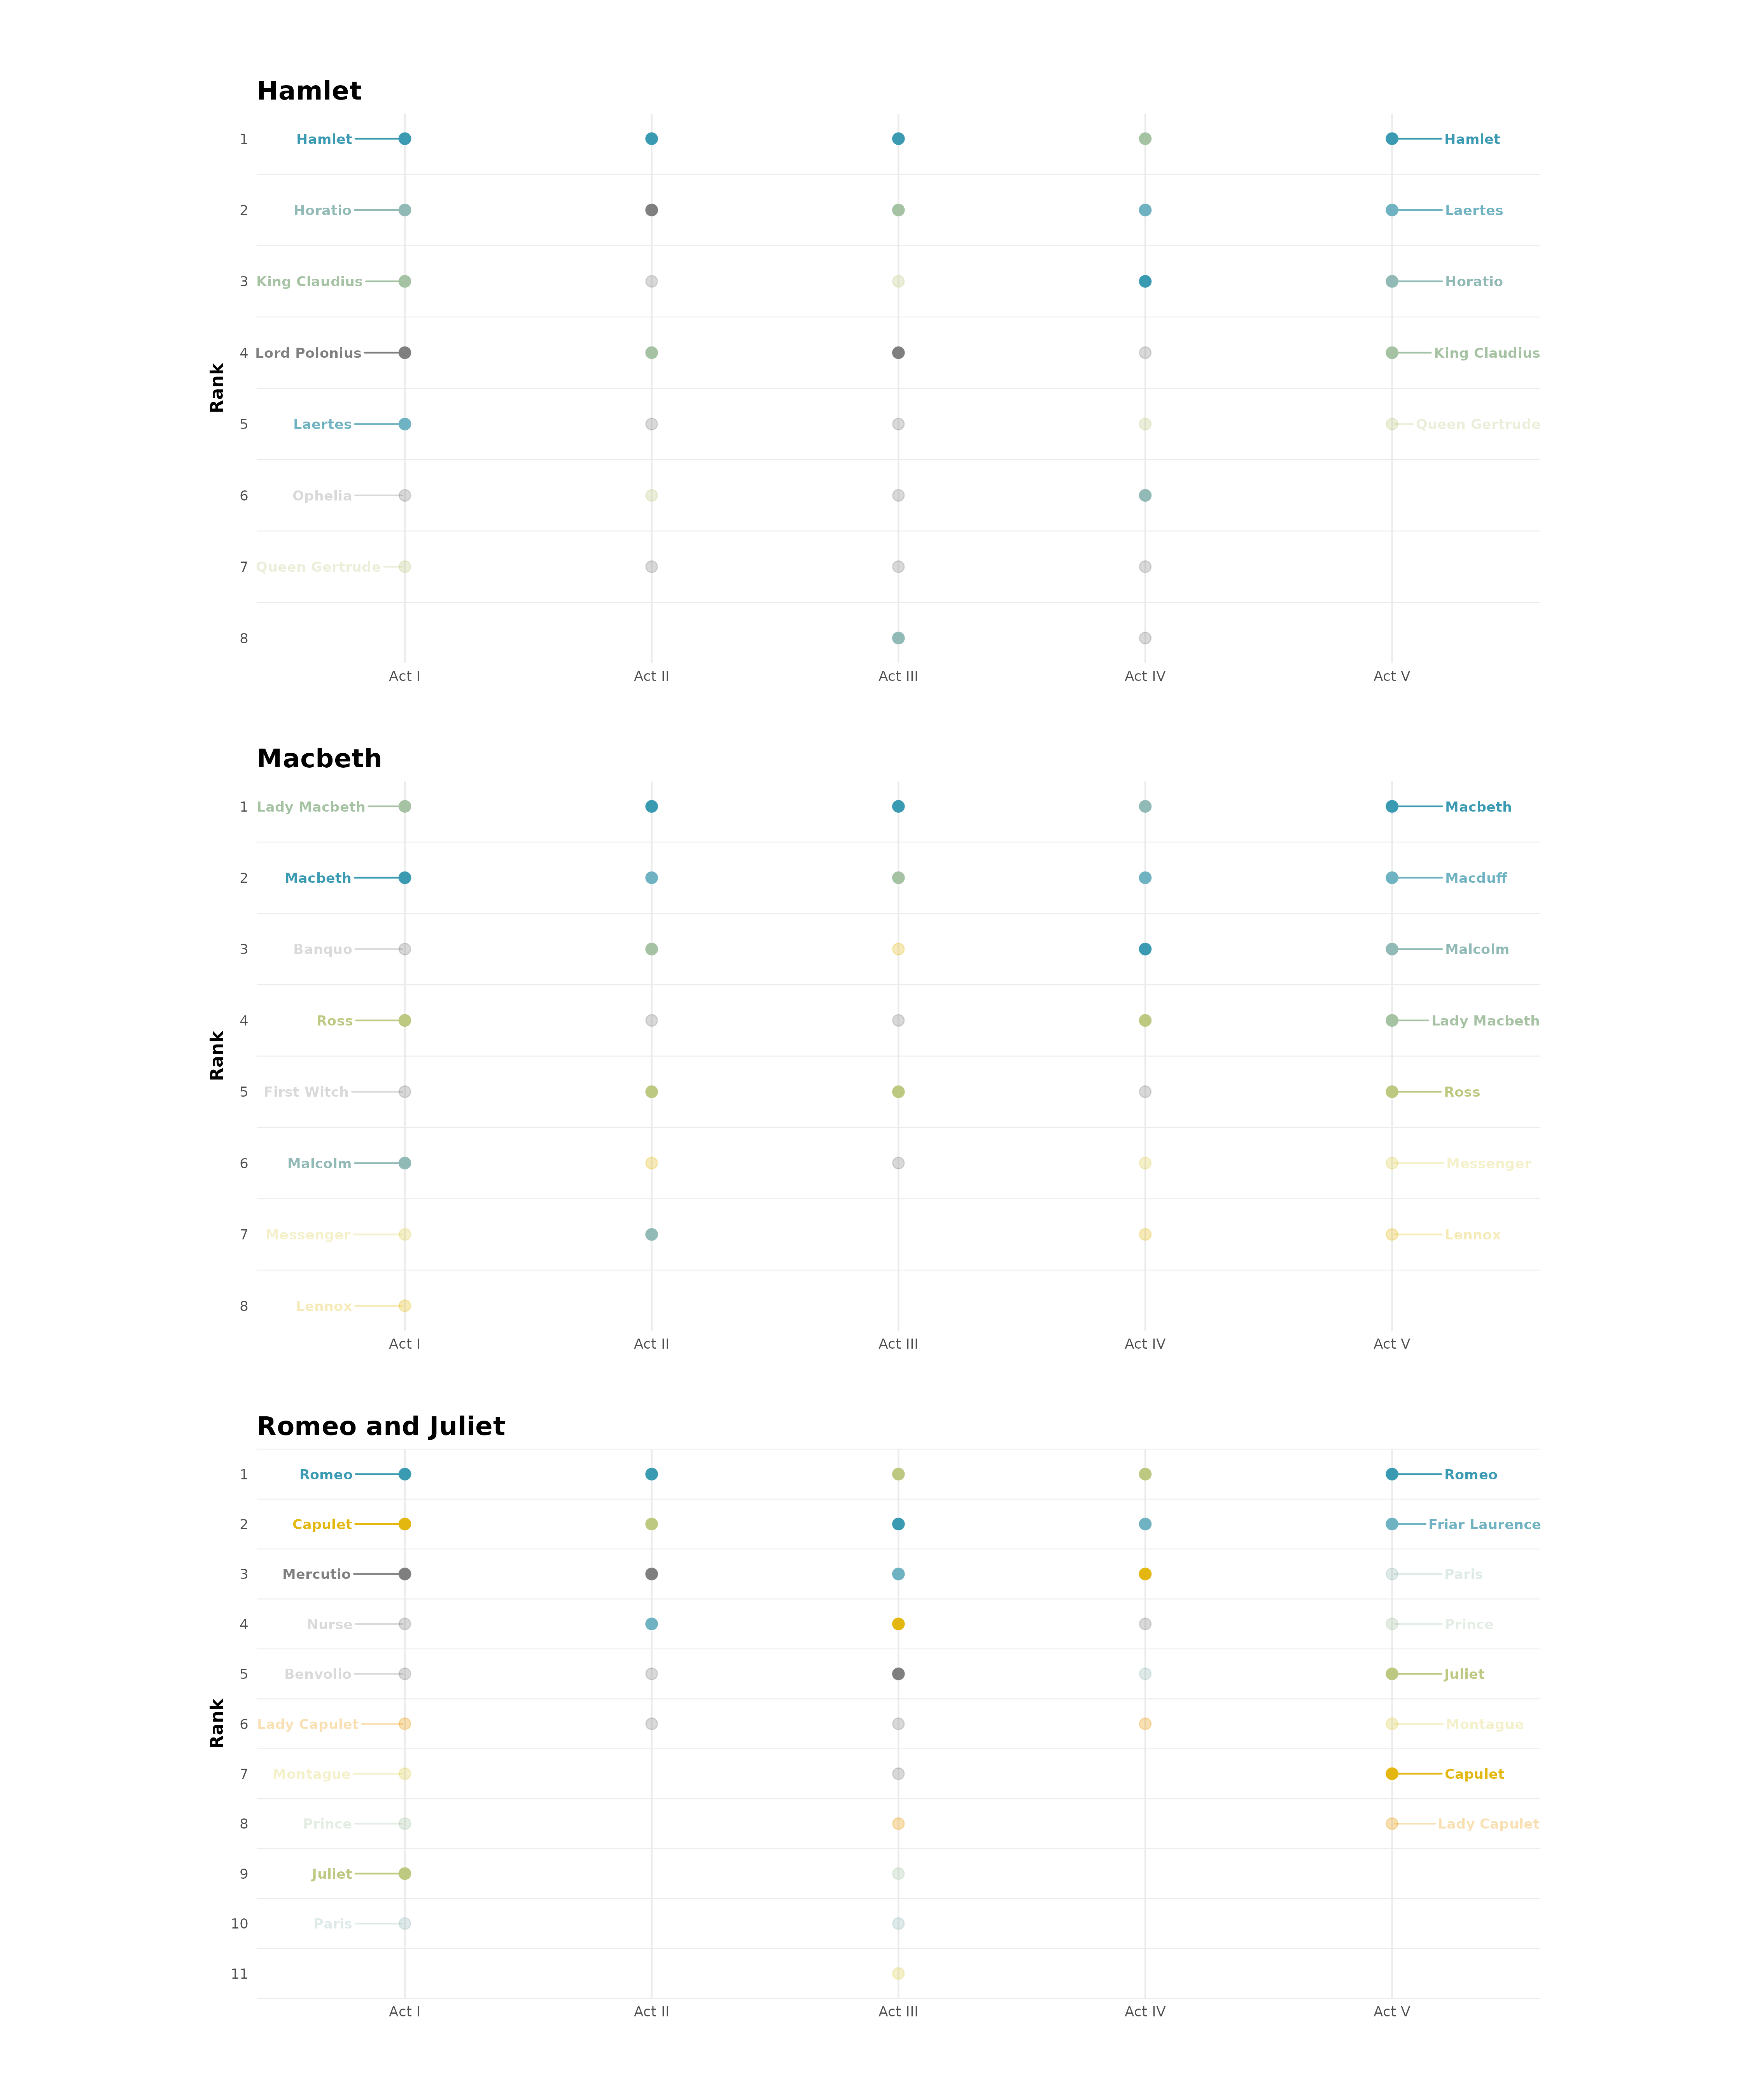 Hamlet
1 Hamlet Hamlet
2 Horatio Laertes
3 King Claudius Horatio
4 Lord Polonius King Claudius
Rank
5 Laertes Queen Gertrude
6 Ophelia
7 Queen Gertrude
8
Act I Act II Act III Act IV Act V
Macbeth
1 Lady Macbeth Macbeth
2 Macbeth Macduff
3 Banquo Malcolm
4 Ross Lady Macbeth
Rank
5 First Witch Ross
6 Malcolm Messenger
7 Messenger Lennox
8 Lennox
Act I Act II Act III Act IV Act V
Romeo and Juliet
1 Romeo Romeo
2 Capulet Friar Laurence
3 Mercutio Paris
4 Nurse Prince
5 Benvolio Juliet
6 Lady Capulet Montague
Rank
7 Montague Capulet
8 Prince Lady Capulet
9 Juliet
10 Paris
11
Act I Act II Act III Act IV Act V